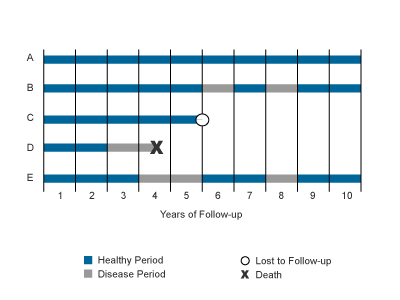 A
B
C
D
E
1 2 3 4 5 6 7 8 9 10
Years of Follow-up
Healthy Period
Disease Period
Lost to Follow-up
Death